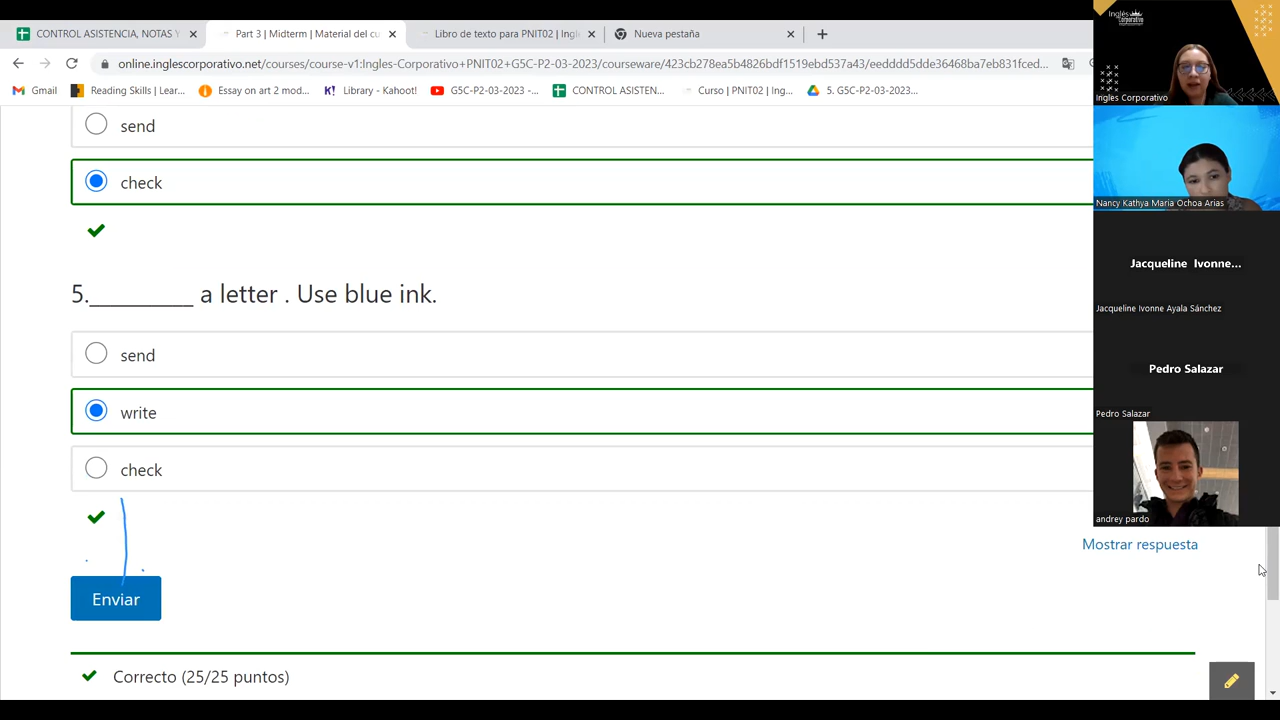 CONTROL ASISTENCIA, NOTAS Y
Part 3 | Midterm | Material del cu
Libro de texto para PNIT02 | Ingl
Nueva pestaña
online.inglescorporativo.net/courses/course-v1:Ingles-Corporativo+PNIT02+G5C-P2-03-2023/courseware/423cb278ea5b4826bdf1519ebd537a43/eedddd5dde36468ba7eb831fced...
Gmail
Reading Skills | Lear...
Essay on art 2 mod...
Library - Kahoot!
G5C-P2-03-2023 -...
CONTROL ASISTEN...
Curso | PNIT02 | Ing...
5. G5C-P2-03-2023...
send
check
5._________ a letter . Use blue ink.
send
write
check
Enviar
Mostrar respuesta
Correcto (25/25 puntos)
Inglés
Corporativo
Ingles Corporativo
Nancy Kathya Maria Ochoa Arias
Jacqueline Ivonne...
Jacqueline Ivonne Ayala Sánchez
Pedro Salazar
Pedro Salazar
andrey pardo